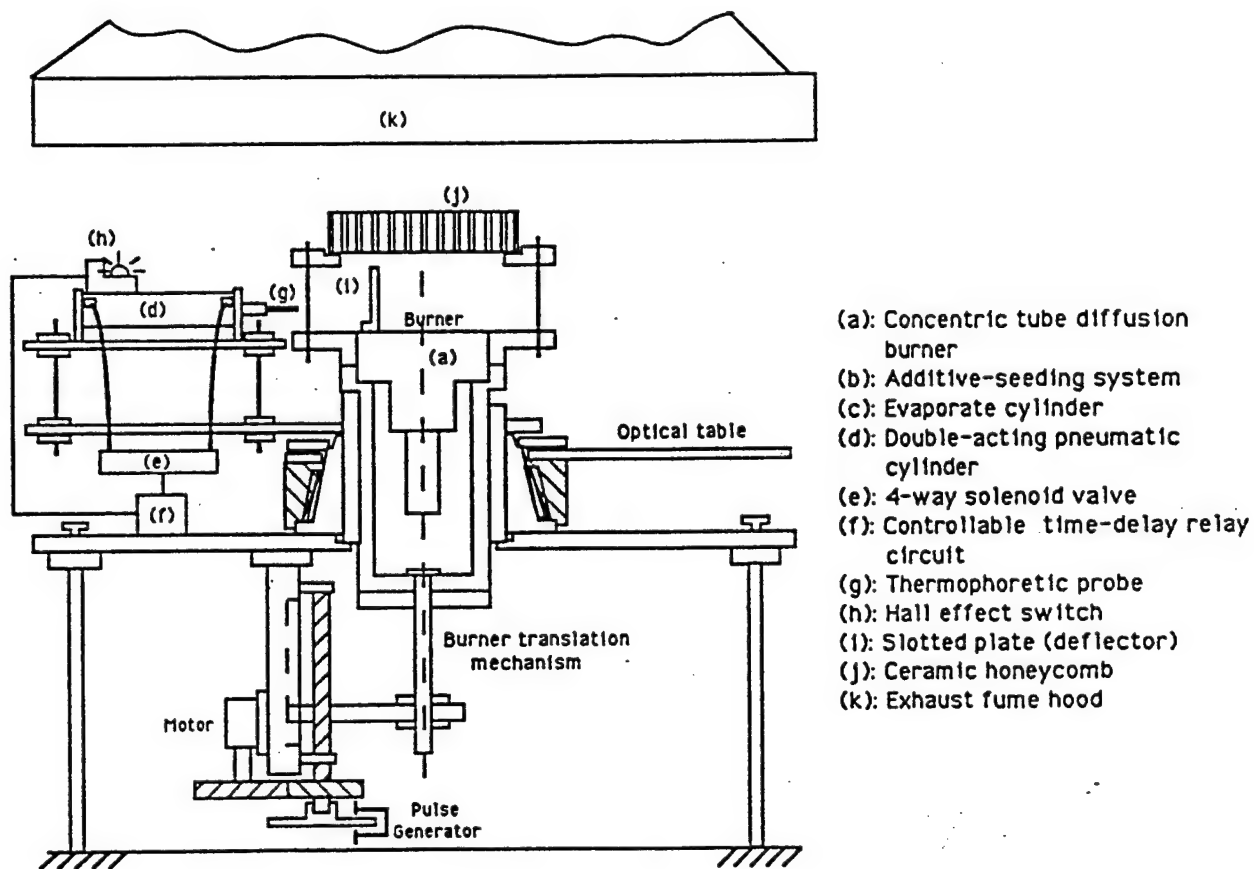 (k)
(j)
(h)
(g)
(i)
(d)
Burner
(a)
Optical table
(e)
(f)
Burner translation
mechanism
Motor
Pulse
Generator
(a): Concentric tube diffusion
burner
(b): Additive-seeding system
(c): Evaporate cylinder
(d): Double-acting pneumatic
cylinder
(e): 4-way solenoid valve
(f): Controllable time-delay relay
circuit
(g): Thermophoretic probe
(h): Hall effect switch
(i): Slotted plate (deflector)
(j): Ceramic honeycomb
(k): Exhaust fume hood